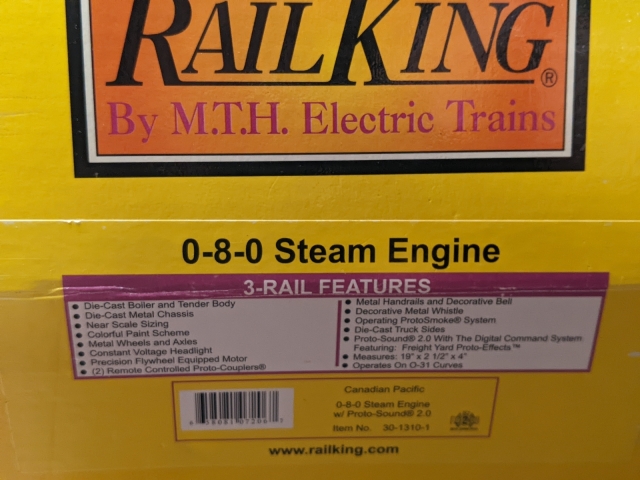 RAILKING®
By M.T.H. Electric Trains
0-8-0 Steam Engine
3-RAIL FEATURES
• Die-Cast Boiler and Tender Body
• Die-Cast Metal Chassis
• Near Scale Sizing
• Colorful Paint Scheme
• Metal Wheels and Axles
• Constant Voltage Headlight
• Precision Flywheel Equipped Motor
• (2) Remote Controlled Proto-Couplers®
• Metal Handrails and Decorative Bell
• Decorative Metal Whistle
• Operating ProtoSmoke® System
• Die-Cast Truck Sides
• Proto-Sound® 2.0 With The Digital Command System
Featuring: Freight Yard Proto-Effects™
• Measures: 19" x 2 1/2" x 4"
• Operates On O-31 Curves
Canadian Pacific
0-8-0 Steam Engine
w/ Proto-Sound® 2.0
Item No. 30-1310-1
www.railking.com